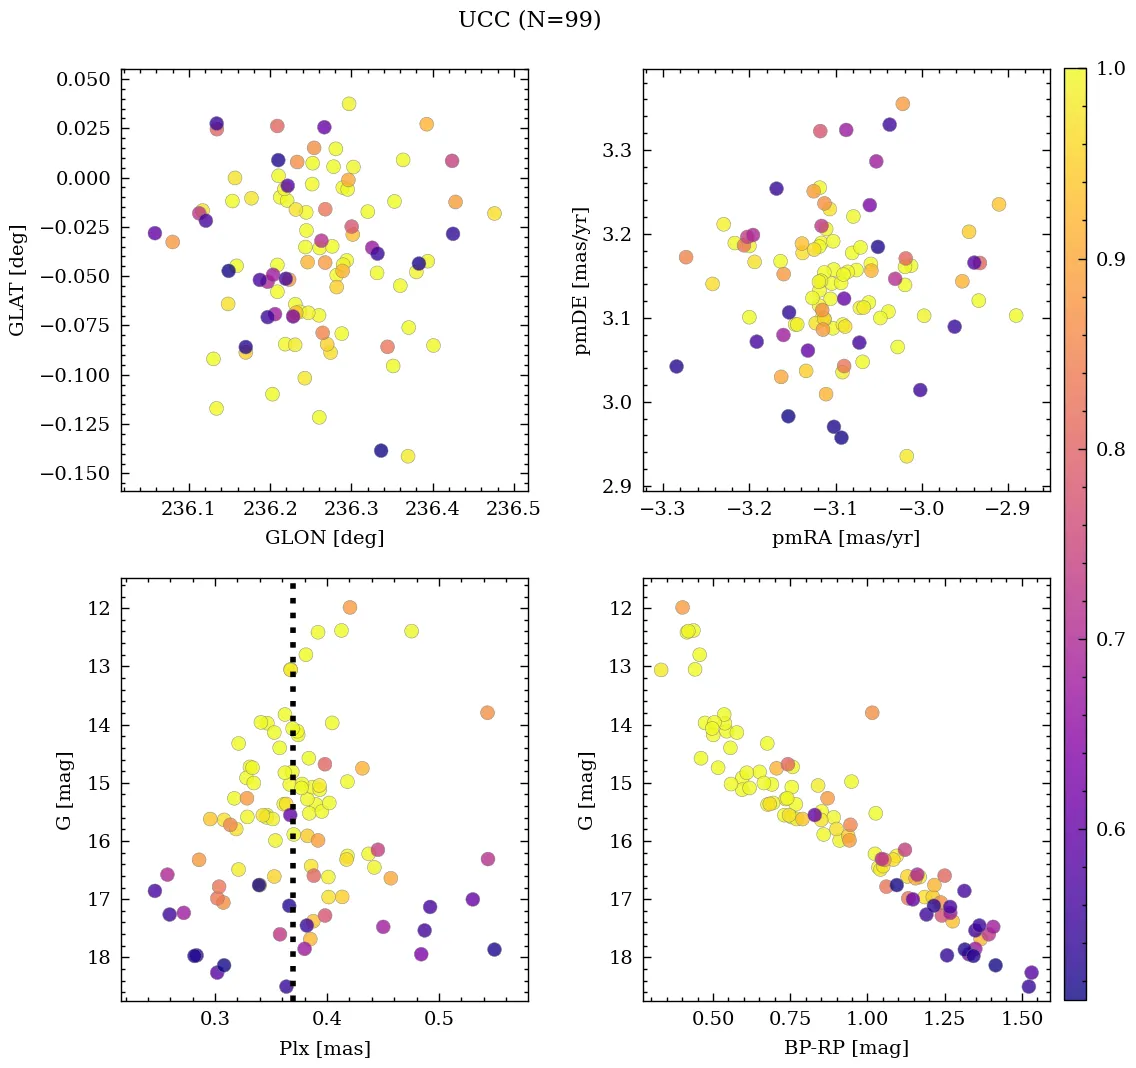 UCC (N=99)
0.050
0.025
0.000
−0.025
−0.050
−0.075
−0.100
−0.125
−0.150
GLAT [deg]
236.1 236.2 236.3 236.4 236.5
GLON [deg]
3.3
3.2
3.1
3.0
2.9
pmDE [mas/yr]
−3.3 −3.2 −3.1 −3.0 −2.9
pmRA [mas/yr]
1.0
0.9
0.8
0.7
0.6
12
13
14
15
16
17
18
G [mag]
0.3 0.4 0.5
Plx [mas]
12
13
14
15
16
17
18
G [mag]
0.50 0.75 1.00 1.25 1.50
BP-RP [mag]